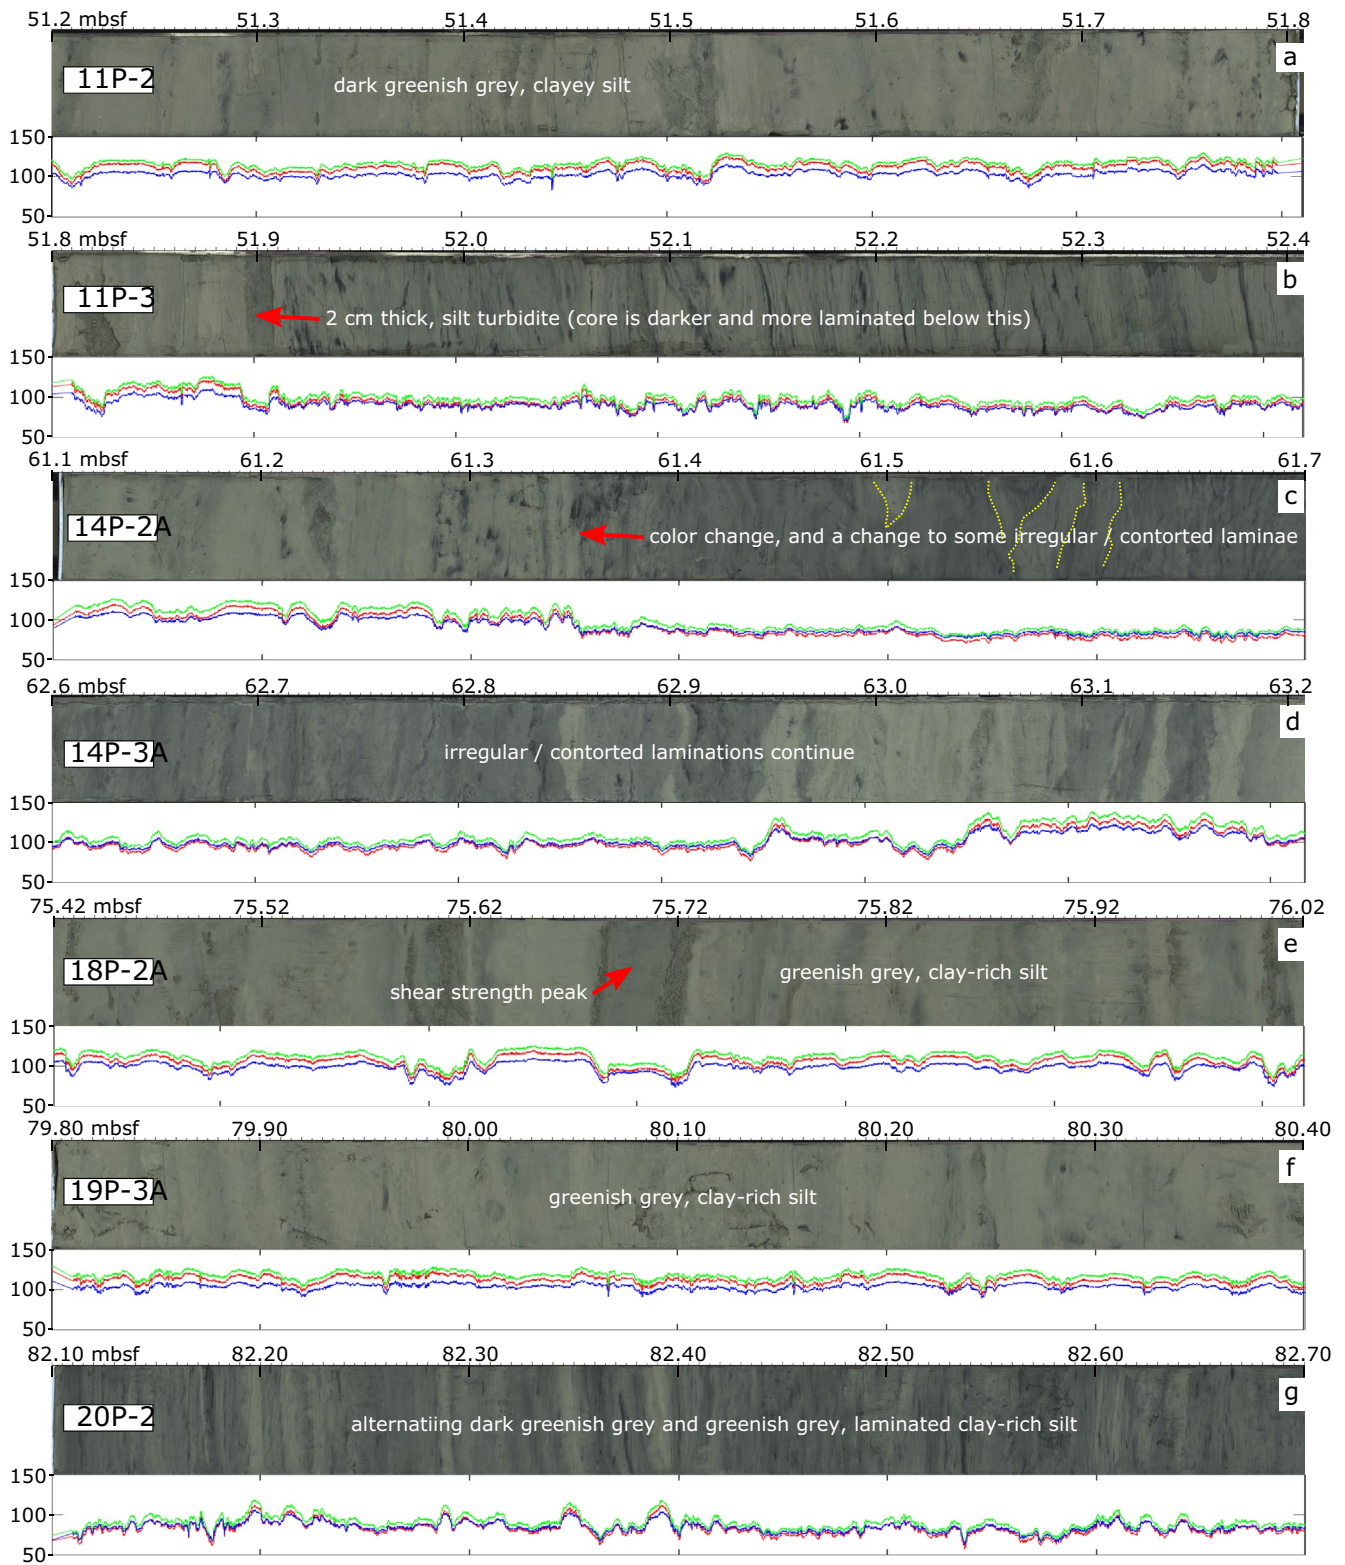 51.2 mbsf 51.3 51.4 51.5 51.6 51.7 51.8
a
11P-2
dark greenish grey, clayey silt
150
100
50
51.8 mbsf 51.9 52.0 52.1 52.2 52.3 52.4
b
11P-3
2 cm thick, silt turbidite (core is darker and more laminated below this)
150
100
50
61.1 mbsf 61.2 61.3 61.4 61.5 61.6 61.7
c
14P-2A
color change, and a change to some irregular / contorted laminae
150
100
50
62.6 mbsf 62.7 62.8 62.9 63.0 63.1 63.2
d
14P-3A
irregular / contorted laminations continue
150
100
50
75.42 mbsf 75.52 75.62 75.72 75.82 75.92 76.02
e
18P-2A
greenish grey, clay-rich silt
shear strength peak
150
100
50
79.80 mbsf 79.90 80.00 80.10 80.20 80.30 80.40
f
19P-3A
greenish grey, clay-rich silt
150
100
50
82.10 mbsf 82.20 82.30 82.40 82.50 82.60 82.70
g
20P-2
alternatiing dark greenish grey and greenish grey, laminated clay-rich silt
150
100
50